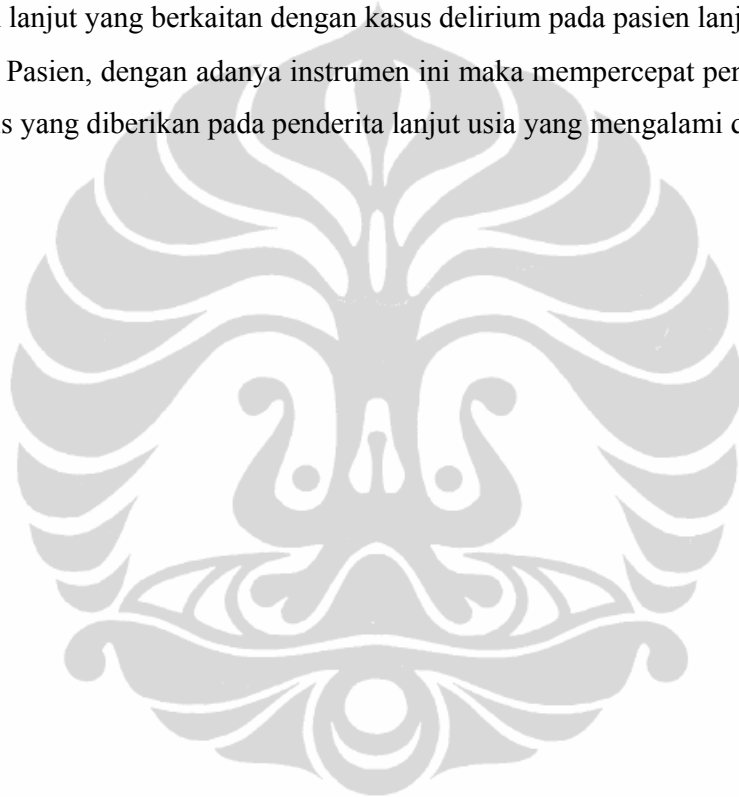 lanjut yang berkaitan dengan kasus delirium pada pasien lanj
Pasien, dengan adanya instrumen ini maka mempercepat pen
s yang diberikan pada penderita lanjut usia yang mengalami